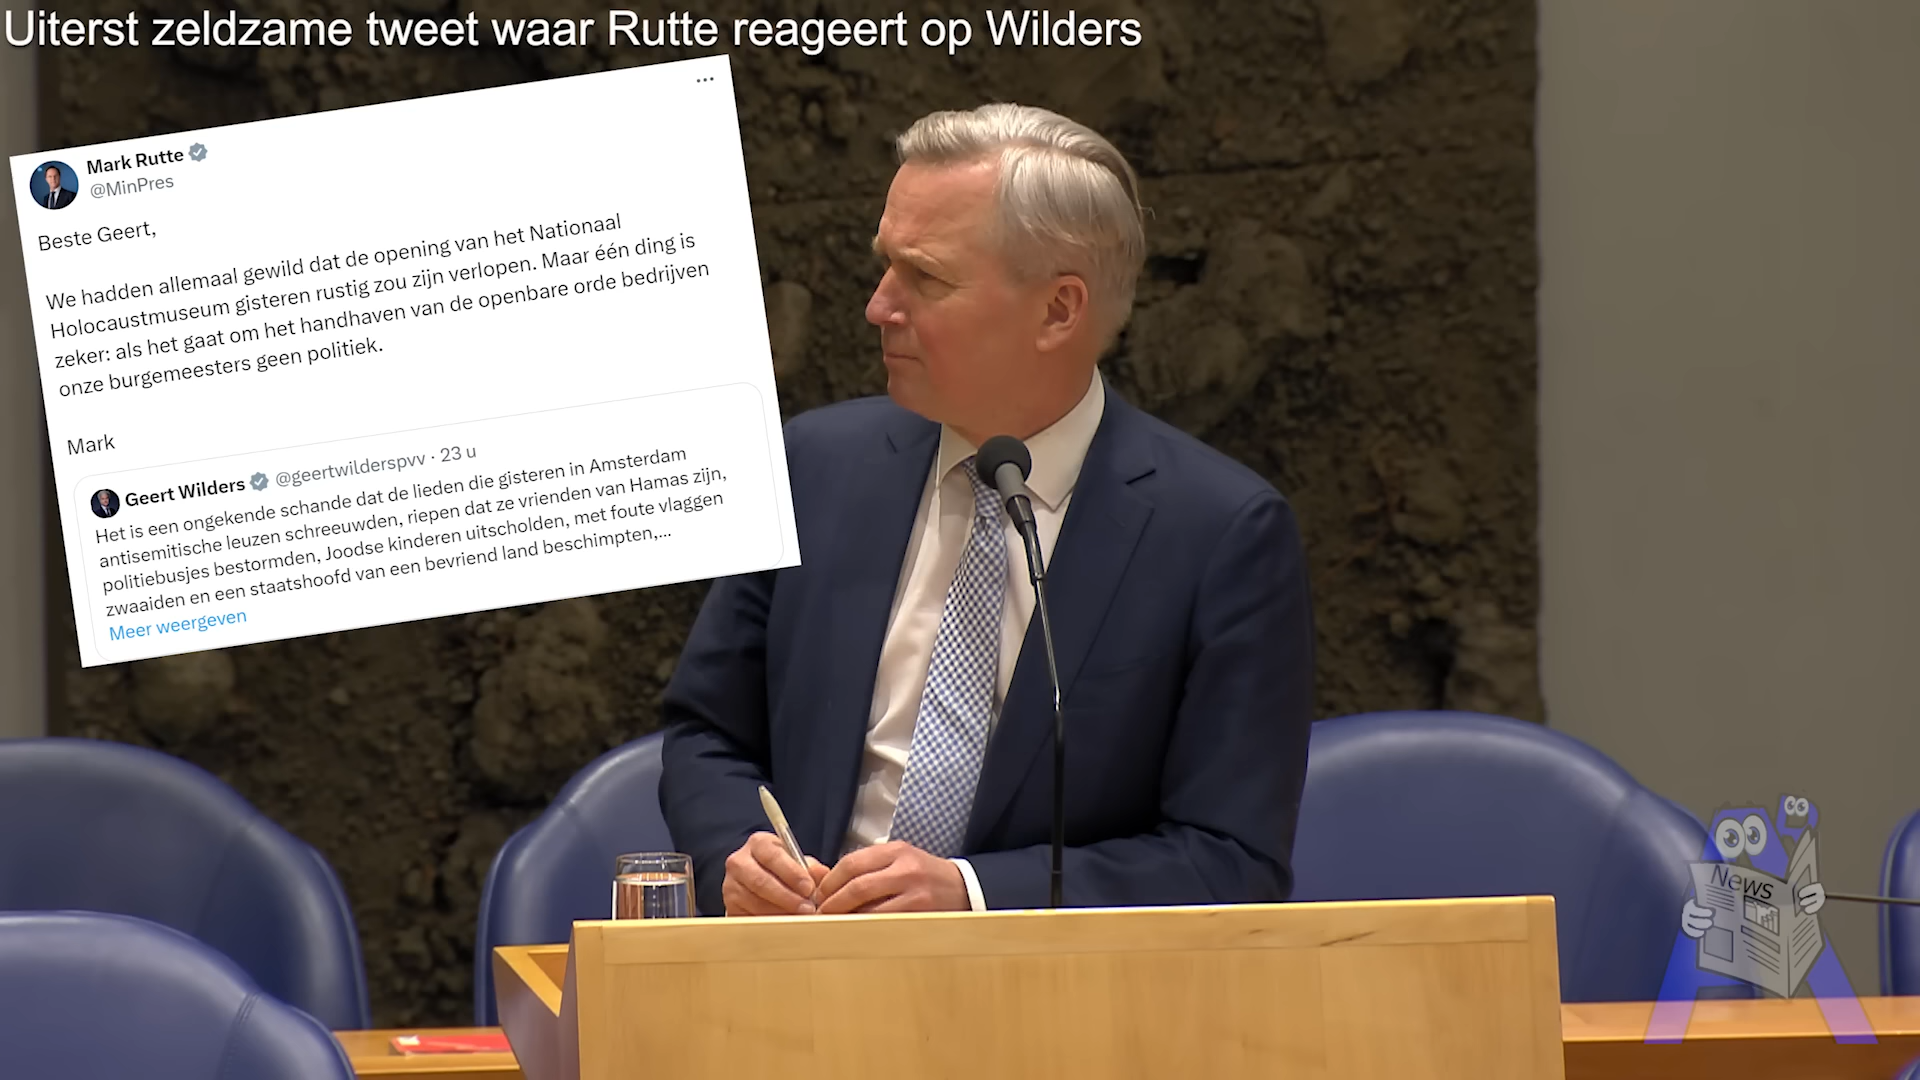 Uiterst zeldzame tweet waar Rutte reageert op Wilders
Mark Rutte
@MinPres
Beste Geert,
We hadden allemaal gewild dat de opening van het Nationaal
Holocaustmuseum gisteren rustig zou zijn verlopen. Maar één ding is
zeker: als het gaat om het handhaven van de openbare orde bedrijven
onze burgemeesters geen politiek.
Mark
Geert Wilders @geertwilderspvv · 23 u
Het is een ongekende schande dat de lieden die gisteren in Amsterdam
antisemitische leuzen schreeuwden, riepen dat ze vrienden van Hamas zijn,
politiebusjes bestormden, Joodse kinderen uitscholden, met foute vlaggen
zwaaiden en een staatshoofd van een bevriend land beschimpten,...
Meer weergeven
News